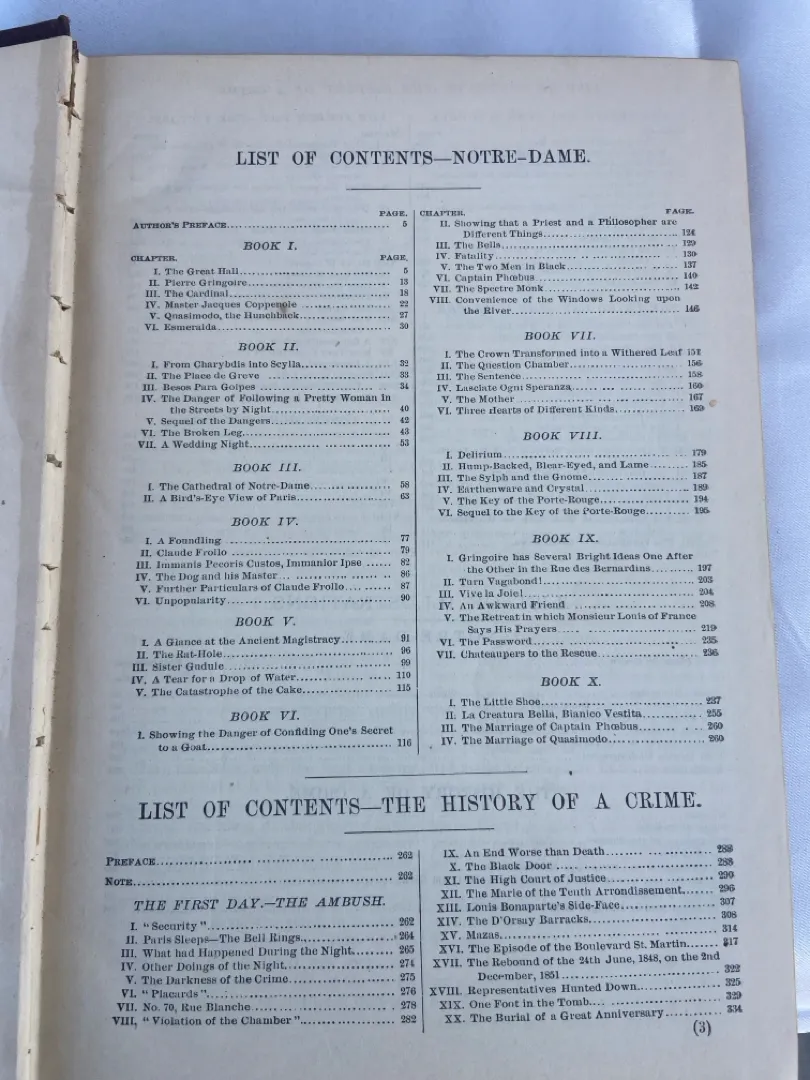 LIST OF CONTENTS—NOTRE-DAME.
PAGE.
AUTHOR'S PREFACE 5
BOOK I.
CHAPTER. PAGE.
I. The Great Hall 5
II. Pierre Gringoire 13
III. The Cardinal 18
IV. Master Jacques Coppenole 22
V. Quasimodo, the Hunchback 27
VI. Esmeralda 30
BOOK II.
I. From Charybdis into Scylla 32
II. The Place de Greve 33
III. Besos Para Golpes 34
IV. The Danger of Following a Pretty Woman in
the Streets by Night 40
V. Sequel of the Dangers 42
VI. The Broken Leg 43
VII. A Wedding Night 53
BOOK III.
I. The Cathedral of Notre-Dame 58
II. A Bird's-Eye View of Paris 63
BOOK IV.
I. A Foundling 77
II. Claude Frollo 79
III. Immanis Pecoris Custos, Immanior Ipse 82
IV. The Dog and his Master 86
V. Further Particulars of Claude Frollo 87
VI. Unpopularity 90
BOOK V.
I. A Glance at the Ancient Magistracy 91
II. The Rat-Hole 96
III. Sister Gudule 99
IV. A Tear for a Drop of Water 110
V. The Catastrophe of the Cake 115
BOOK VI.
I. Showing the Danger of Confiding One's Secret
to a Goat 116
CHAPTER. PAGE.
II. Showing that a Priest and a Philosopher are
Different Things 124
III. The Bells 129
IV. Fatality 130
V. The Two Men in Black 137
VI. Captain Phœbus 140
VII. The Spectre Monk 142
VIII. Convenience of the Windows Looking upon
the River 146
BOOK VII.
I. The Crown Transformed into a Withered Leaf 151
II. The Question Chamber 156
III. The Sentence 158
IV. Lasciate Ogni Speranza 160
V. The Mother 167
VI. Three Hearts of Different Kinds 169
BOOK VIII.
I. Delirium 179
II. Hump-Backed, Blear-Eyed, and Lame 185
III. The Sylph and the Gnome 187
IV. Earthenware and Crystal 189
V. The Key of the Porte-Rouge 194
VI. Sequel to the Key of the Porte-Rouge 195
BOOK IX.
I. Gringoire has Several Bright Ideas One After
the Other in the Rue des Bernardins 197
II. Turn Vagabond! 203
III. Vive la Joie! 204
IV. An Awkward Friend 208
V. The Retreat in which Monsieur Louis of France
Says His Prayers 219
VI. The Password 235
VII. Chateaupers to the Rescue 236
BOOK X.
I. The Little Shoe 237
II. La Creatura Bella, Bianico Vestita 255
III. The Marriage of Captain Phœbus 260
IV. The Marriage of Quasimodo 260
LIST OF CONTENTS—THE HISTORY OF A CRIME.
PREFACE 262
NOTE 262
THE FIRST DAY.—THE AMBUSH.
I. "Security" 262
II. Paris Sleeps—The Bell Rings 264
III. What had Happened During the Night 265
IV. Other Doings of the Night 274
V. The Darkness of the Crime 275
VI. "Placards" 276
VII. No. 70, Rue Blanche 278
VIII. "Violation of the Chamber" 282
IX. An End Worse than Death 288
X. The Black Door 288
XI. The High Court of Justice 290
XII. The Marie of the Tenth Arrondissement 296
XIII. Louis Bonaparte's Side-Face 307
XIV. The D'Orsay Barracks 308
XV. Mazas 314
XVI. The Episode of the Boulevard St. Martin 317
XVII. The Rebound of the 24th June, 1848, on the 2nd
December, 1851 322
XVIII. Representatives Hunted Down 325
XIX. One Foot in the Tomb 329
XX. The Burial of a Great Anniversary 334
(3)